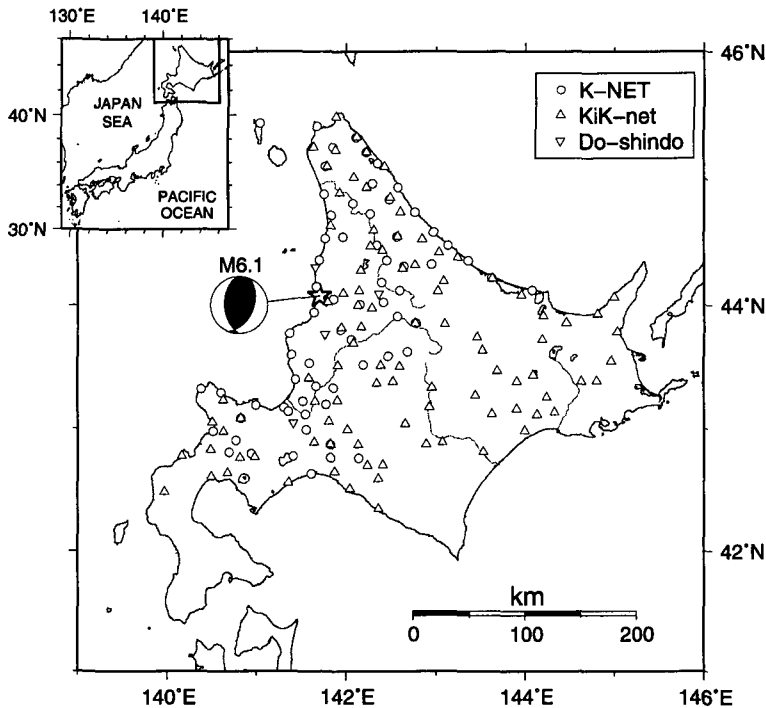 130°E 140°E
40°N
30°N
JAPAN
SEA
PACIFIC
OCEAN
46°N
K-NET
KiK-net
Do-shindo
M6.1
44°N
42°N
km
0 100 200
140°E 142°E 144°E 146°E